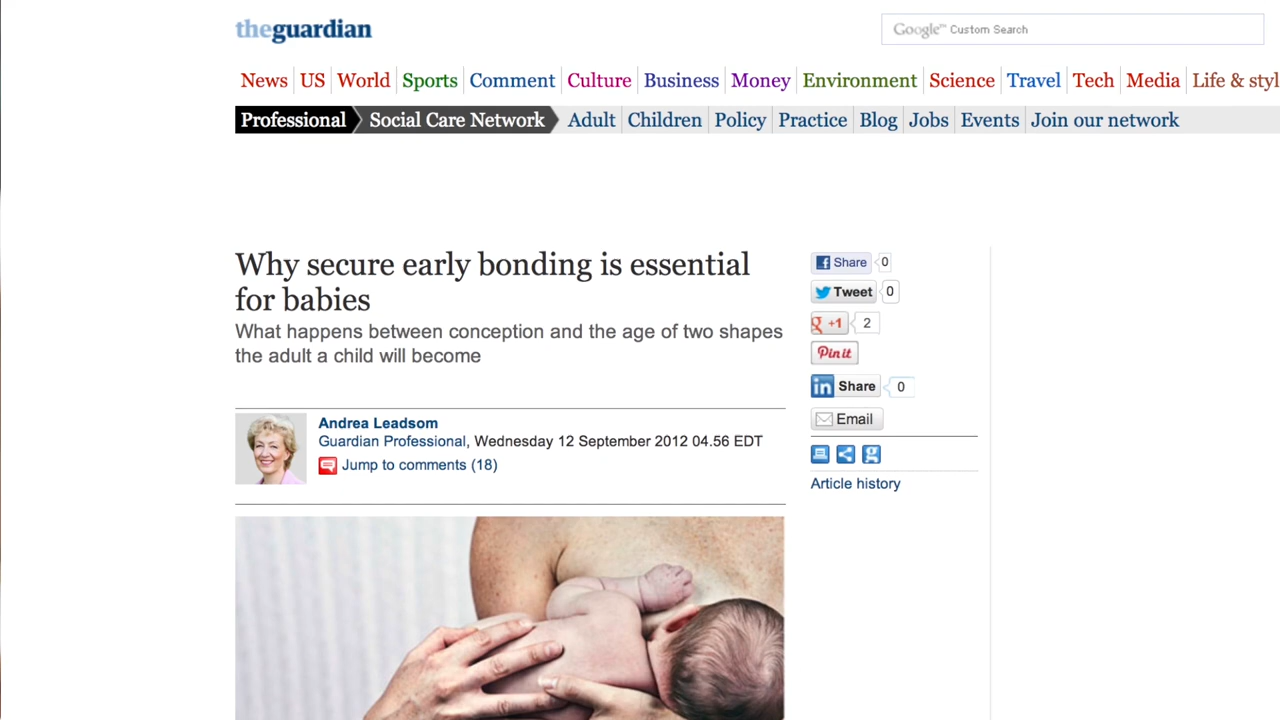 theguardian
Google™ Custom Search
News US World Sports Comment Culture Business Money Environment Science Travel Tech Media Life & styl
Professional Social Care Network Adult Children Policy Practice Blog Jobs Events Join our network
Why secure early bonding is essential
for babies
What happens between conception and the age of two shapes
the adult a child will become
Andrea Leadsom
Guardian Professional, Wednesday 12 September 2012 04.56 EDT
Jump to comments (18)
Share 0
Tweet 0
+1 2
Pin it
in Share 0
Email
Article history